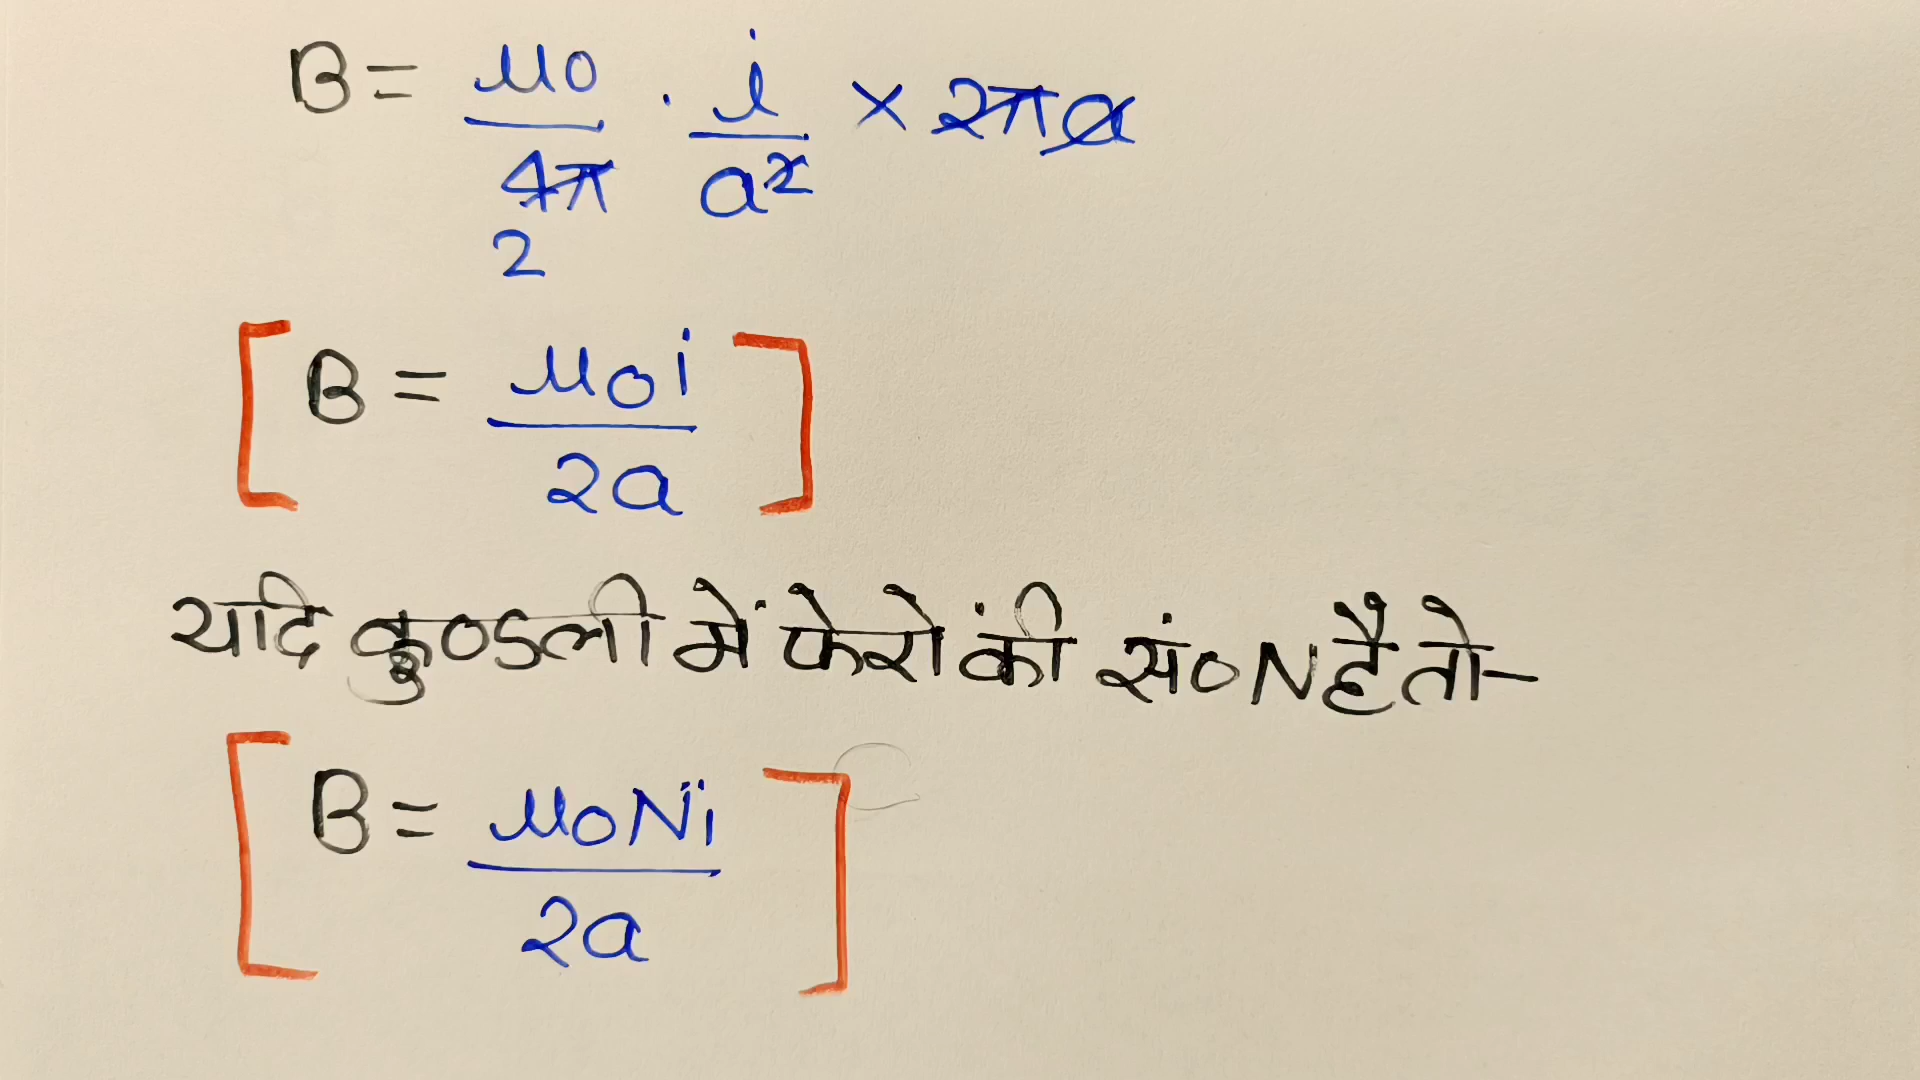 B = μ0/4π · i/a² × 2πa
2
[ B = μ0i/2a ]
यदि कुण्डली में फेरो की सं० N है तो-
[ B = μ0Ni/2a ]